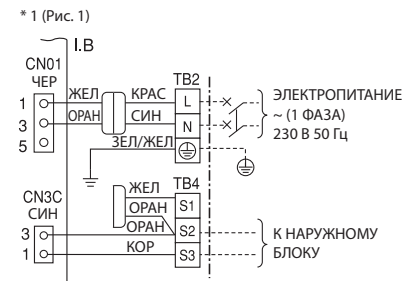 * 1 (Рис. 1)
I.B
CN01
ЧЕР
TB2
1
ЖЕЛ
КРАС
L
3
ОРАН
СИН
N
5
ЗЕЛ/ЖЕЛ
ЭЛЕКТРОПИТАНИЕ
~ (1 ФАЗА)
230 В 50 Гц
CN3C
СИН
TB4
ЖЕЛ
S1
ОРАН
3
ОРАН
S2
1
КОР
S3
К НАРУЖНОМУ
БЛОКУ